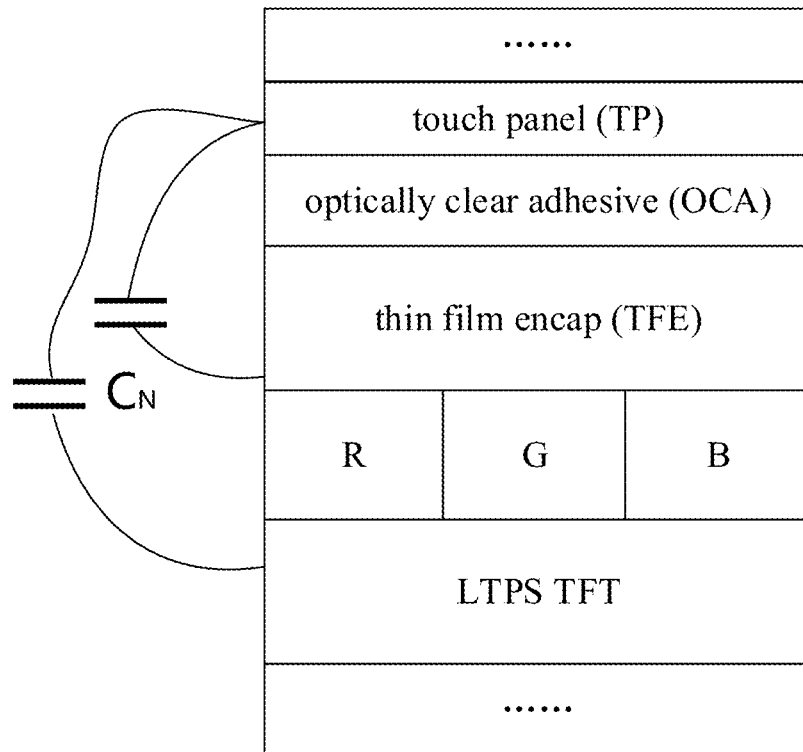 ......
touch panel (TP)
optically clear adhesive (OCA)
thin film encap (TFE)
CN
R G B
LTPS TFT
......